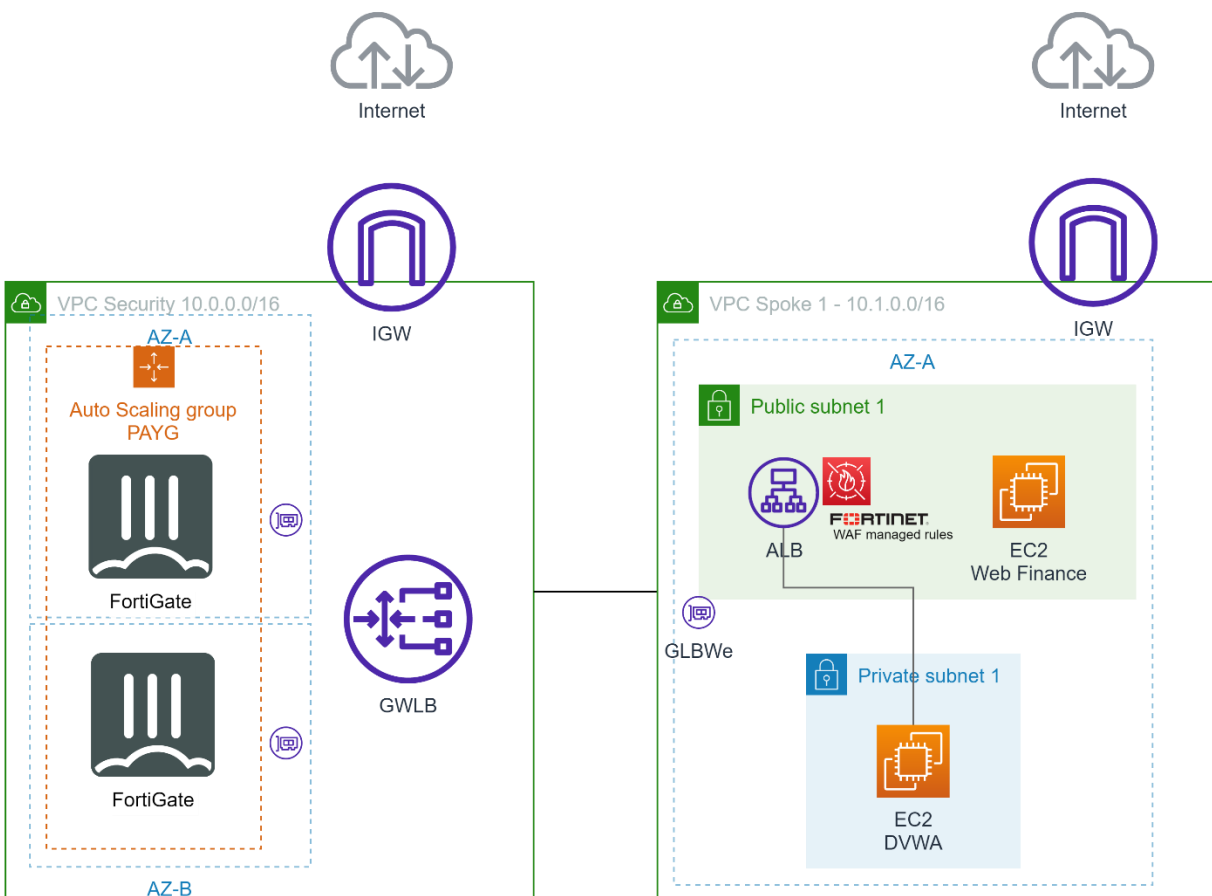 Internet
Internet
IGW
IGW
VPC Security 10.0.0.0/16
AZ-A
Auto Scaling group
PAYG
FortiGate
FortiGate
AZ-B
GWLB
VPC Spoke 1 - 10.1.0.0/16
AZ-A
Public subnet 1
FORTINET
WAF managed rules
ALB
EC2
Web Finance
GLBWe
Private subnet 1
EC2
DVWA